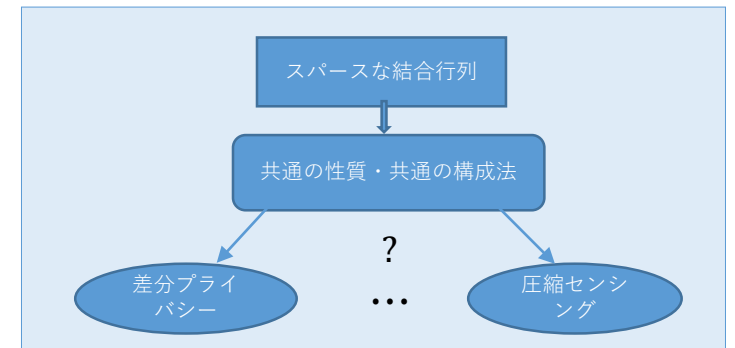 スパースな結合行列
共通の性質・共通の構成法
?
差分プライ
バシー
…
圧縮センシ
ング